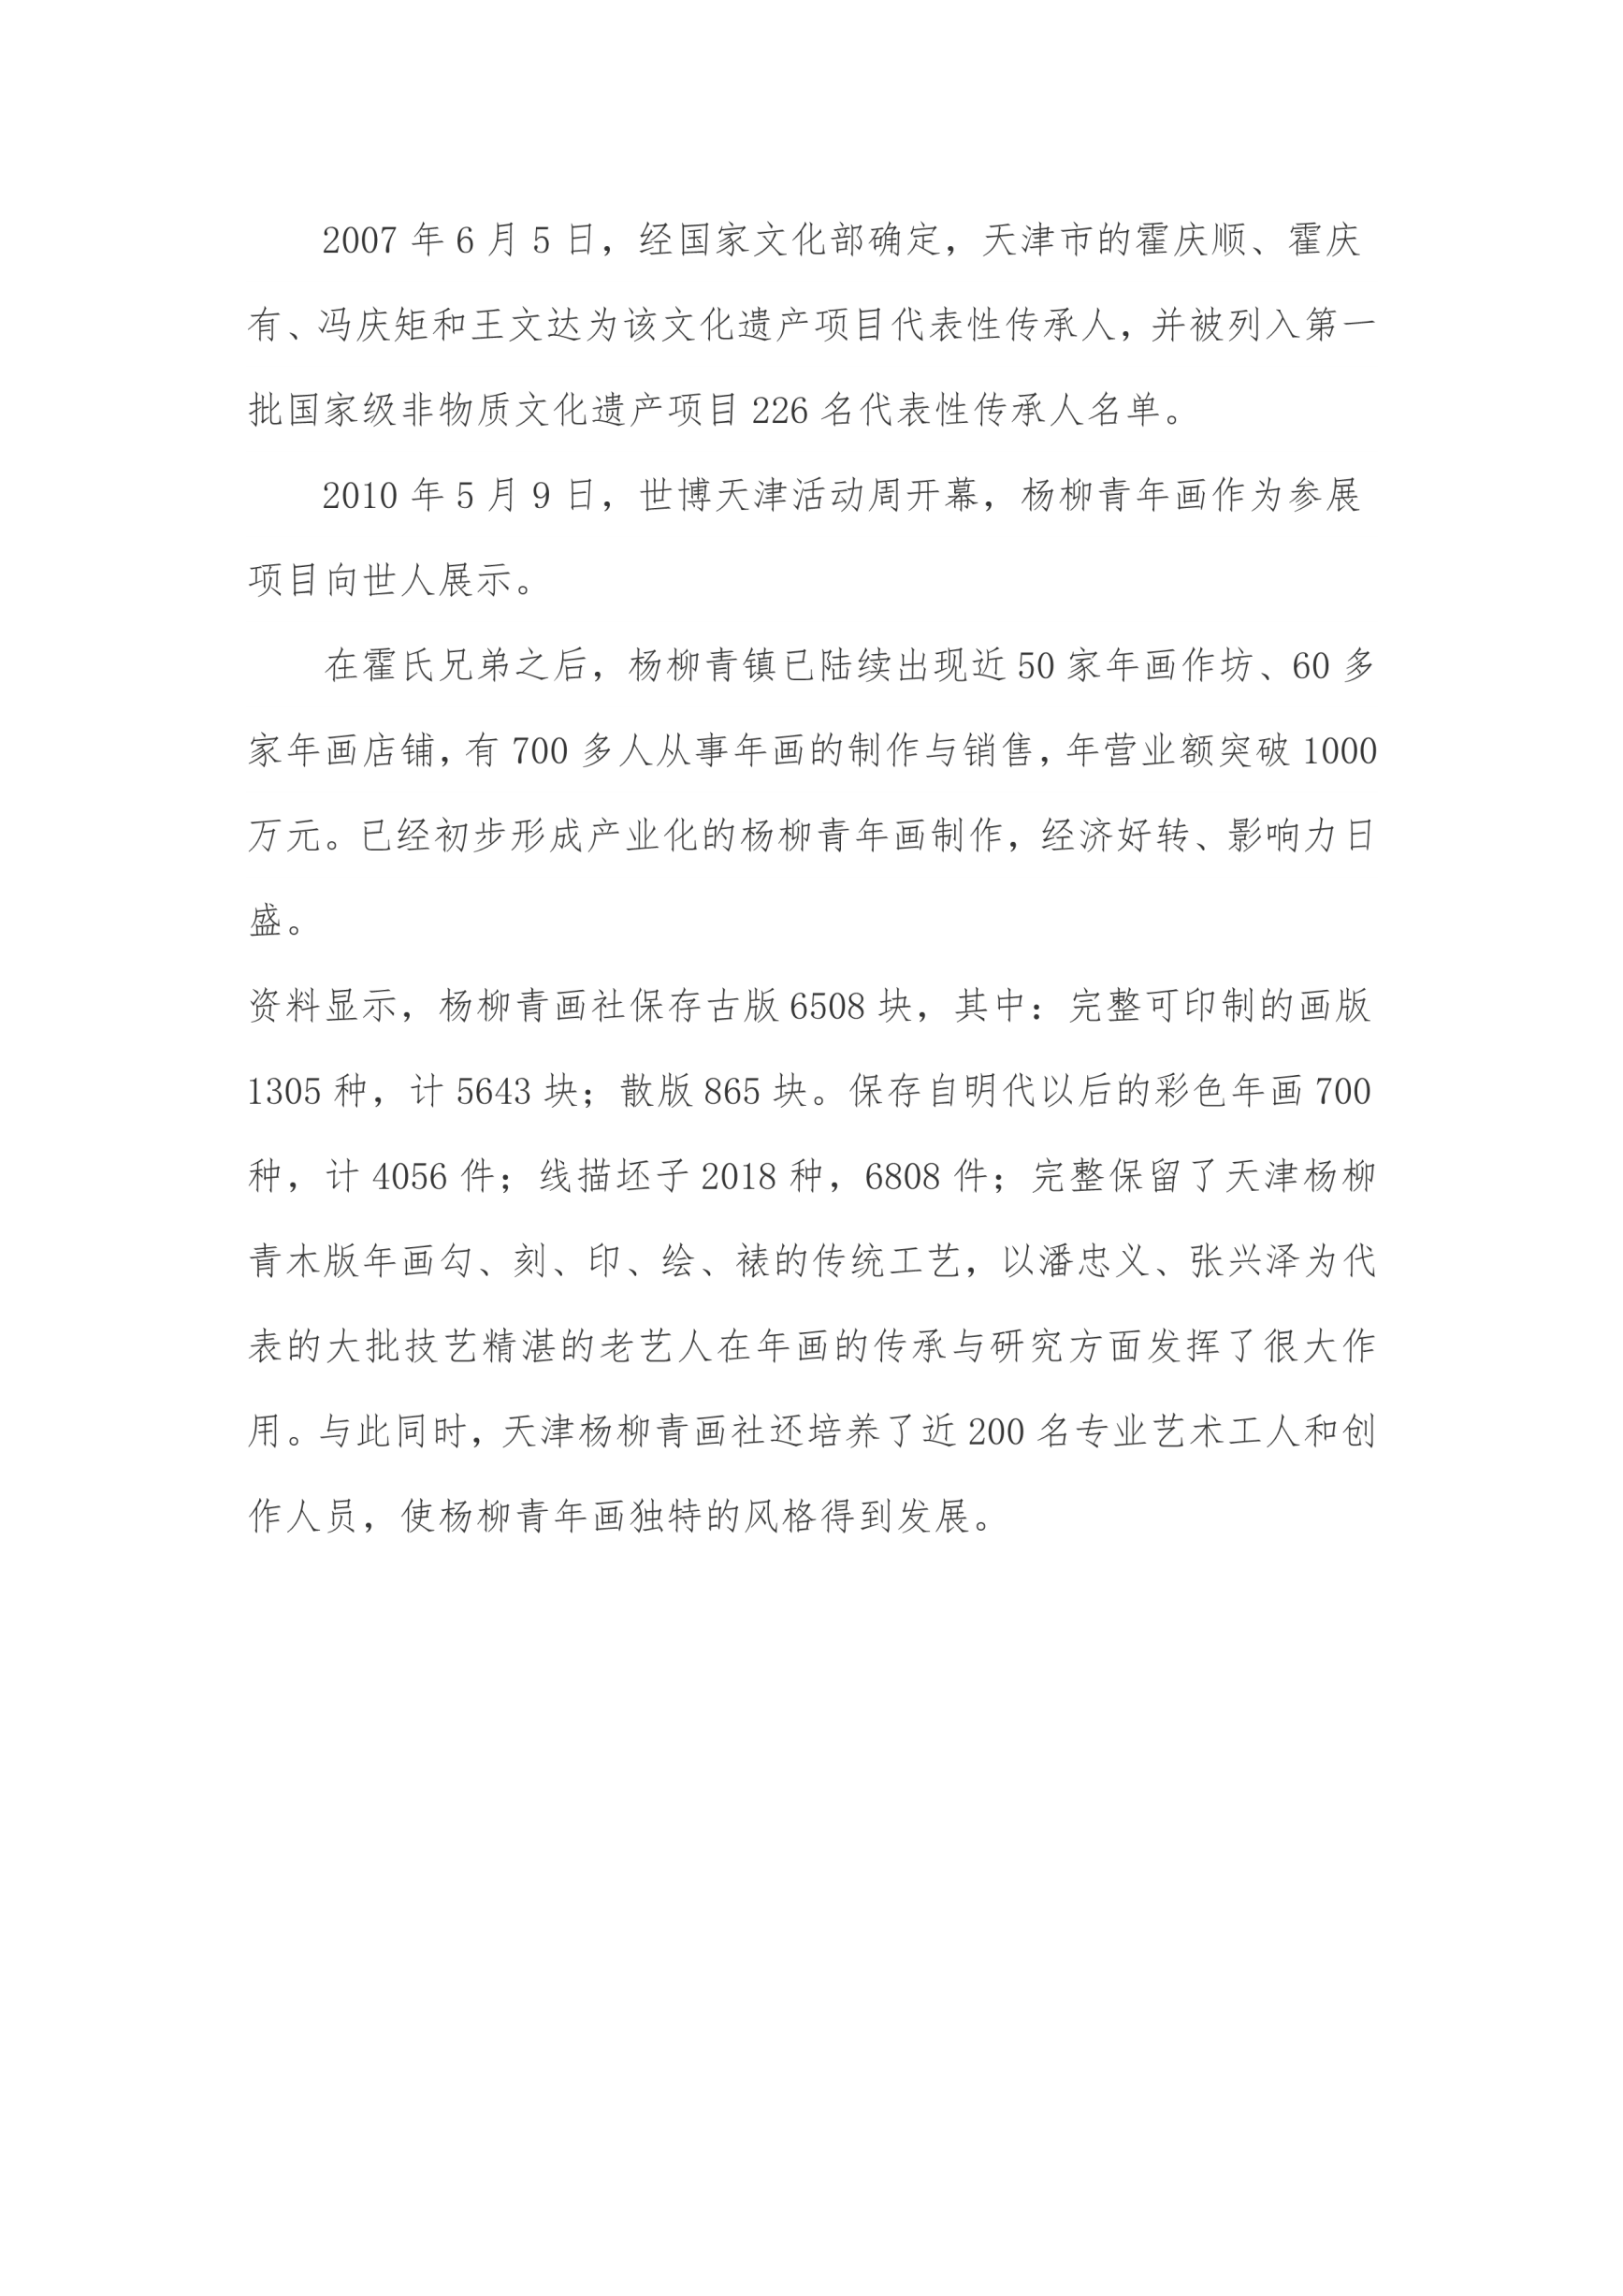 2007 年 6 月 5 日，经国家文化部确定，天津市的霍庆顺、霍庆
有、冯庆矩和王文达为该文化遗产项目代表性传承人，并被列入第一
批国家级非物质文化遗产项目 226 名代表性传承人名单。
2010 年 5 月 9 日，世博天津活动周开幕，杨柳青年画作为参展
项目向世人展示。
在霍氏兄弟之后，杨柳青镇已陆续出现近 50 家年画作坊、60 多
家年画店铺，有 700 多人从事年画的制作与销售，年营业额突破 1000
万元。已经初步形成产业化的杨柳青年画制作，经济好转、影响力日
盛。
资料显示，杨柳青画社保存古版 6508 块，其中：完整可印制的画版
1305 种，计 5643 块；散版 865 块。保存自明代以后的彩色年画 700
种，计 4056 件；线描坯子 2018 种，6808 件；完整保留了天津杨柳
青木版年画勾、刻、印、绘、裱的传统工艺，以潘忠义、张兴泽为代
表的大批技艺精湛的老艺人在年画的传承与研究方面发挥了很大作
用。与此同时，天津杨柳青画社还培养了近 200 名专业艺术工人和创
作人员，使杨柳青年画独特的风格得到发展。